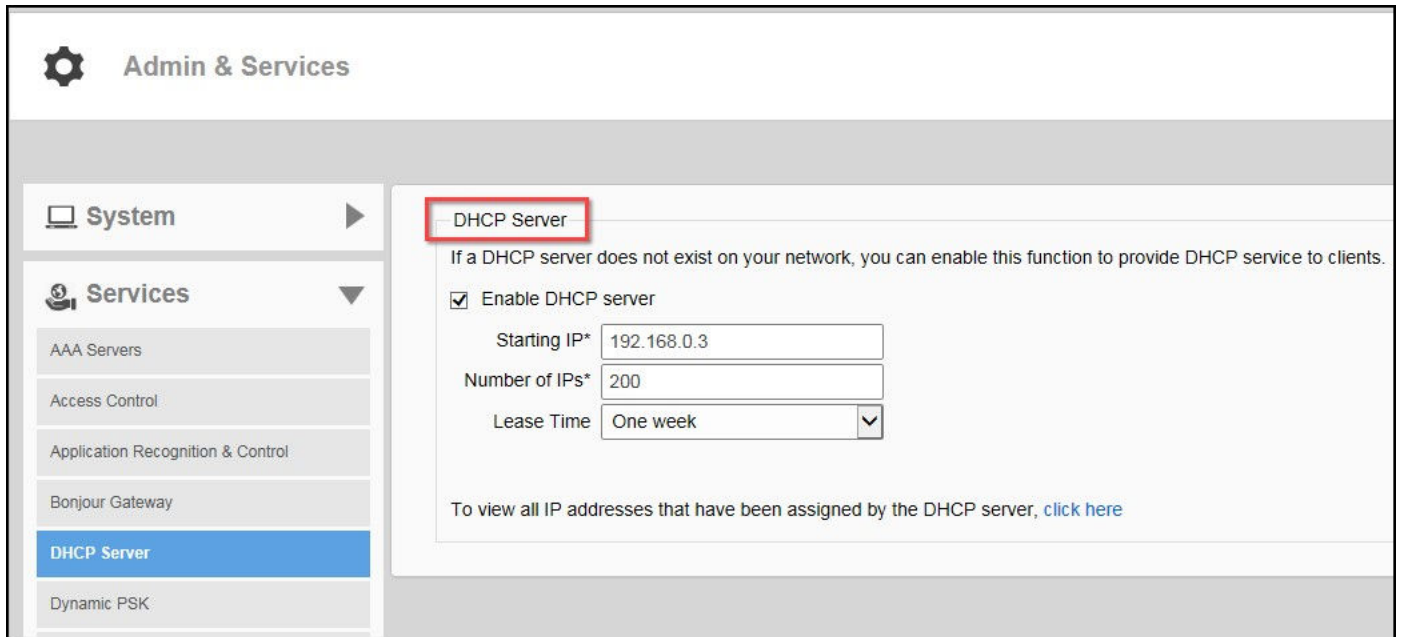 Admin & Services
System
Services
AAA Servers
Access Control
Application Recognition & Control
Bonjour Gateway
DHCP Server
Dynamic PSK
DHCP Server
If a DHCP server does not exist on your network, you can enable this function to provide DHCP service to clients.
Enable DHCP server
Starting IP* 192.168.0.3
Number of IPs* 200
Lease Time One week
To view all IP addresses that have been assigned by the DHCP server, click here